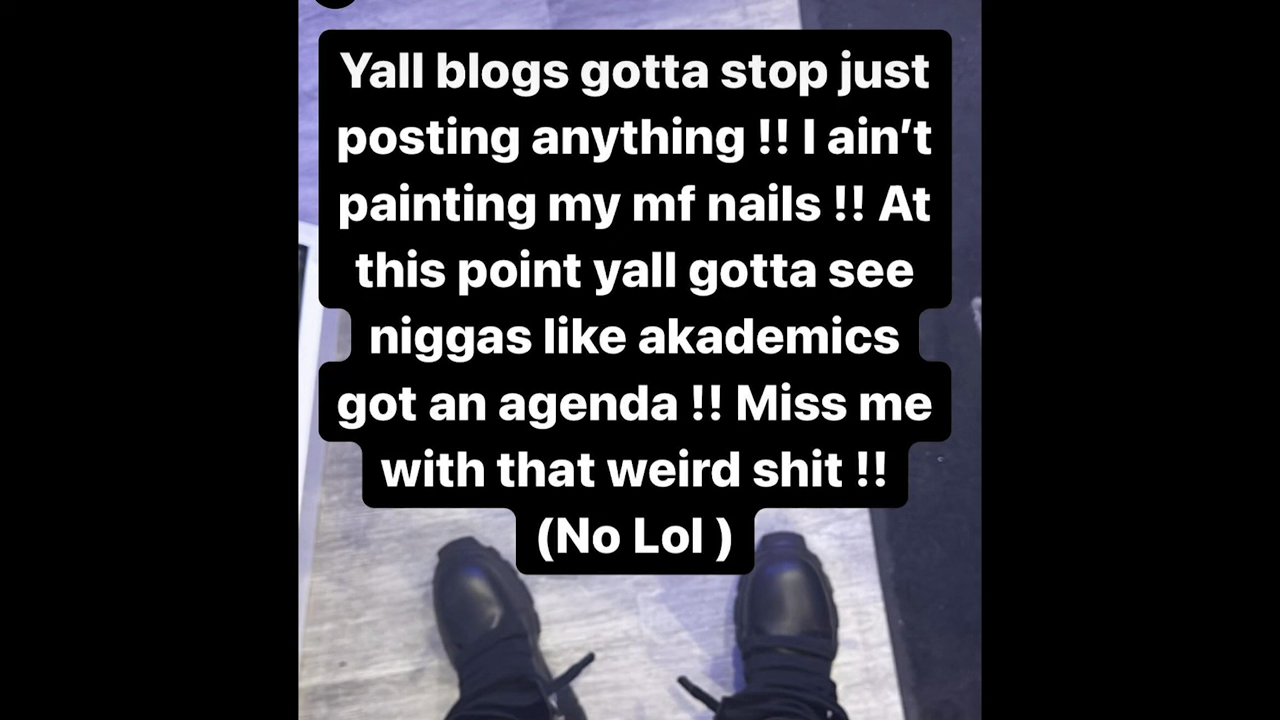 Yall blogs gotta stop just
posting anything !! I ain’t
painting my mf nails !! At
this point yall gotta see
niggas like akademics
got an agenda !! Miss me
with that weird shit !!
(No Lol )